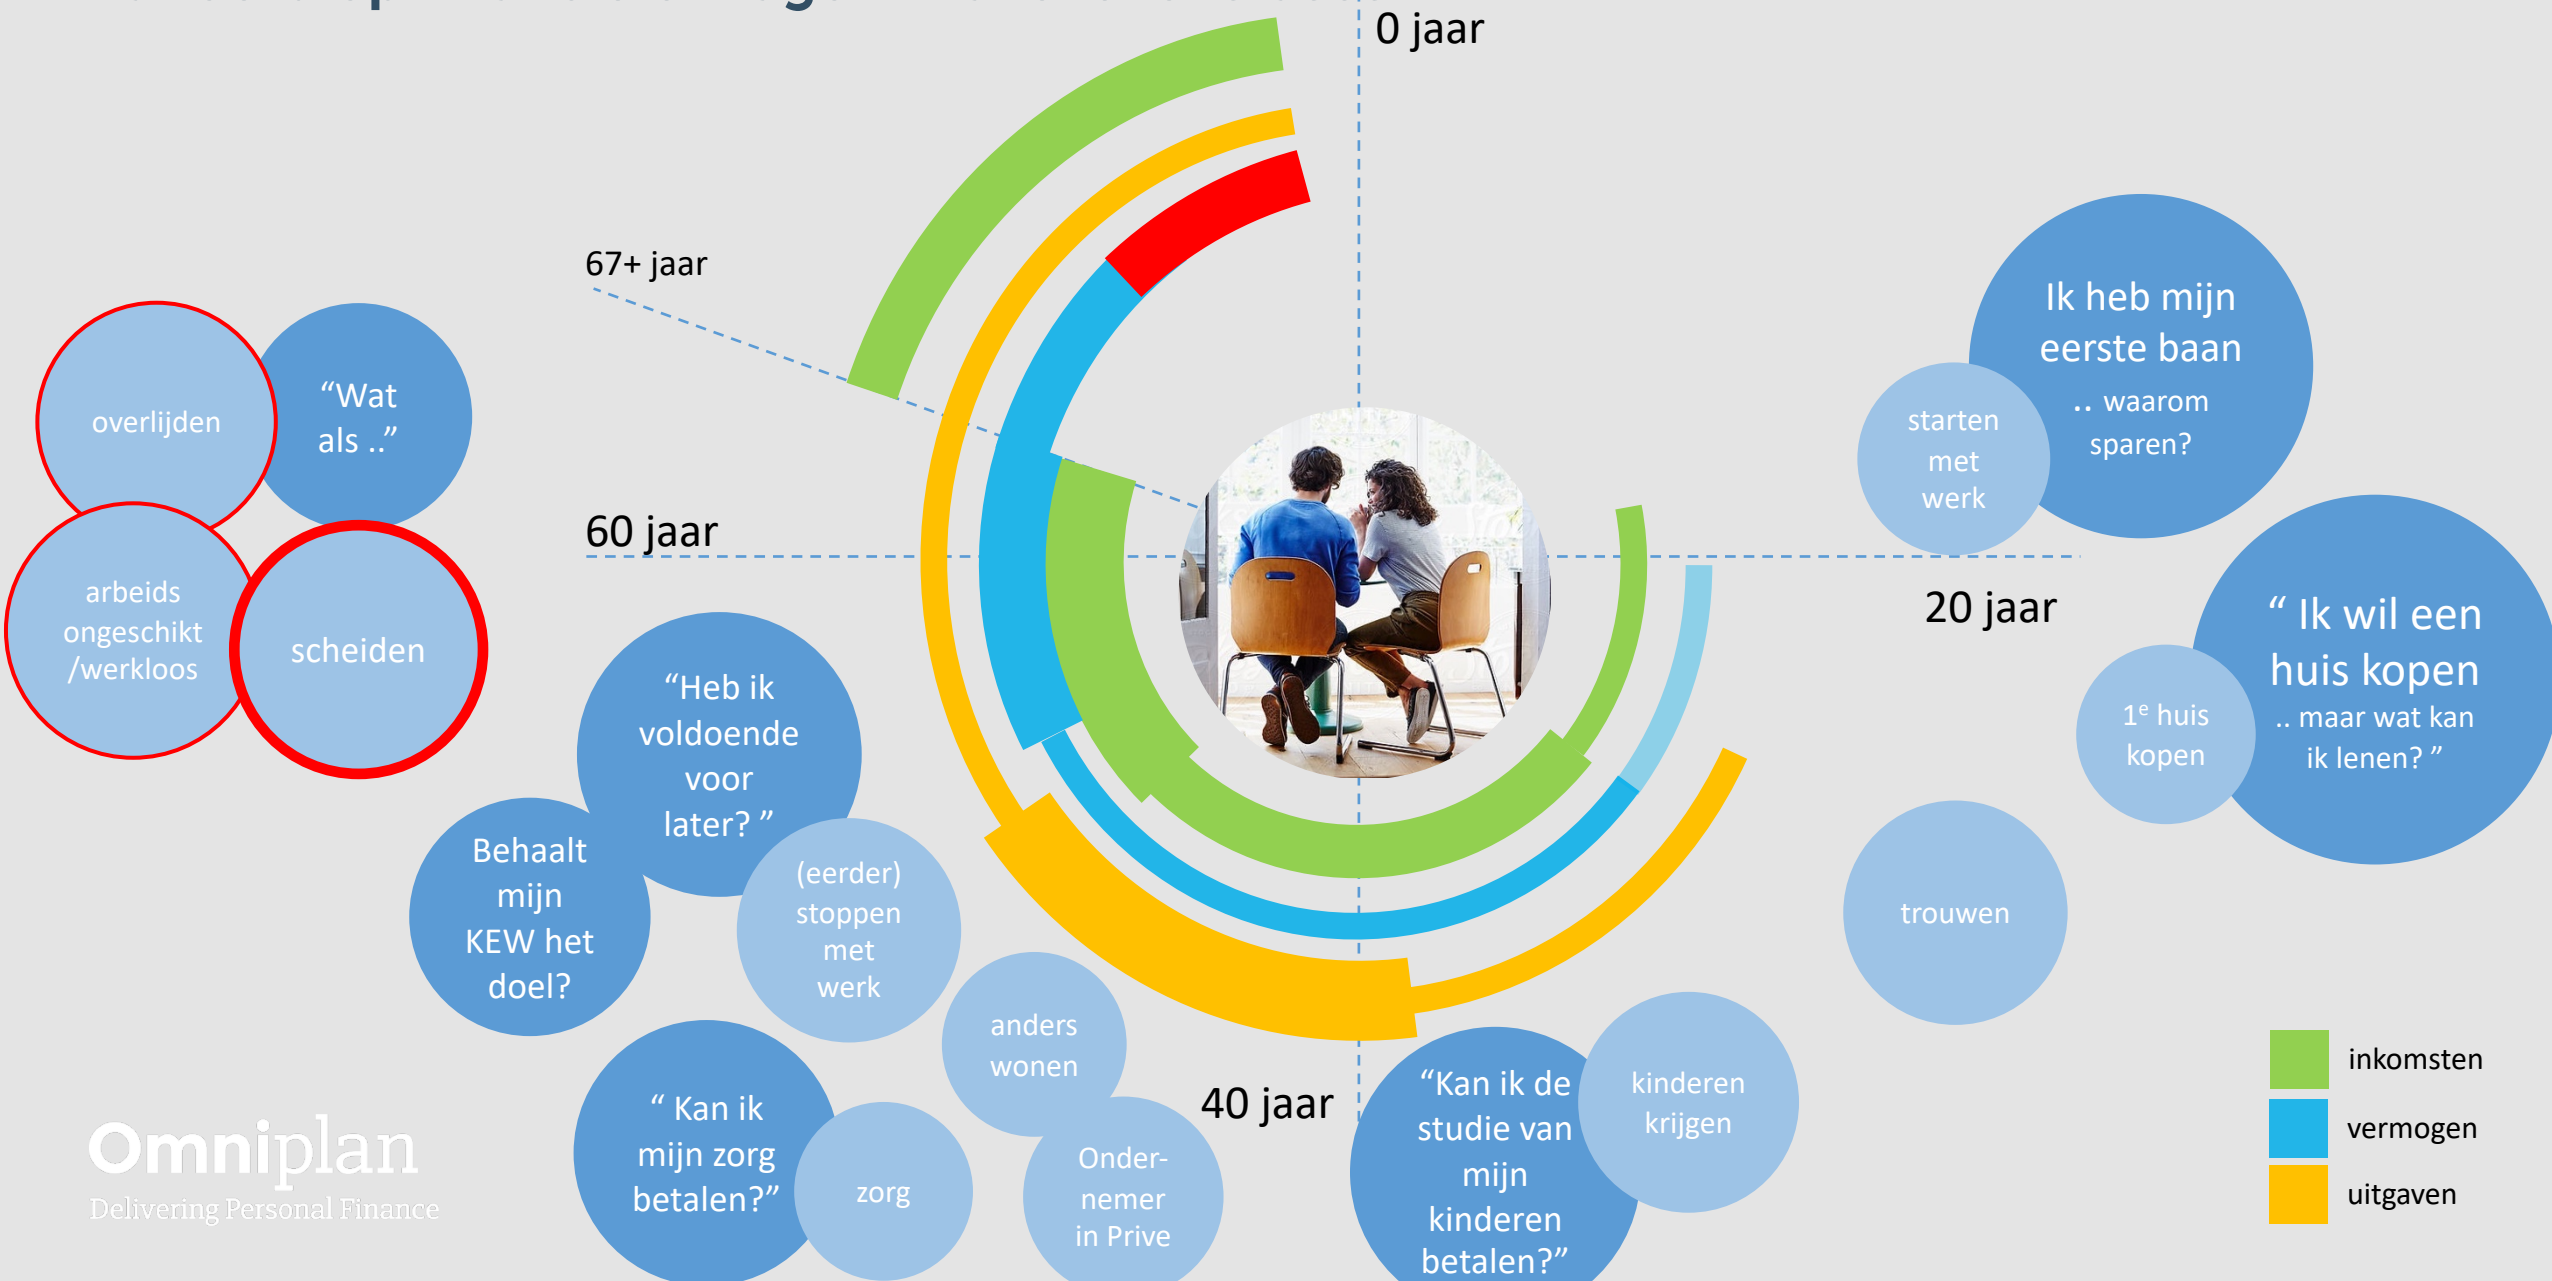 0 jaar
67+ jaar
60 jaar
20 jaar
40 jaar
overlijden
“Wat
als ..”
arbeids
ongeschikt
/werkloos
scheiden
“Heb ik
voldoende
voor
later? ”
Behaalt
mijn
KEW het
doel?
(eerder)
stoppen
met
werk
anders
wonen
“ Kan ik
mijn zorg
betalen?”
zorg
Onder-
nemer
in Prive
“Kan ik de
studie van
mijn
kinderen
betalen?”
kinderen
krijgen
trouwen
Ik heb mijn
eerste baan
.. waarom
sparen?
starten
met
werk
“ Ik wil een
huis kopen
.. maar wat kan
ik lenen? ”
1e huis
kopen
inkomsten
vermogen
uitgaven
Omniplan
Delivering Personal Finance